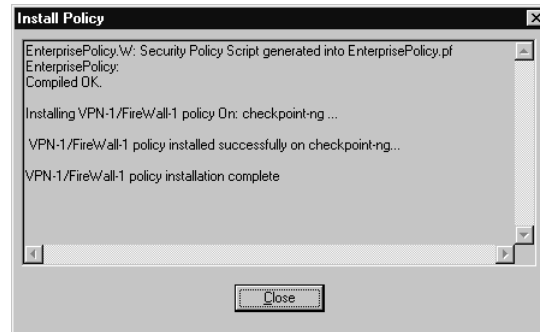 Install Policy
EnterprisePolicy.W: Security Policy Script generated into EnterprisePolicy.pf
EnterprisePolicy:
Compiled OK.
Installing VPN-1/FireWall-1 policy On: checkpoint-ng ...
VPN-1/FireWall-1 policy installed successfully on checkpoint-ng...
VPN-1/FireWall-1 policy installation complete
Close